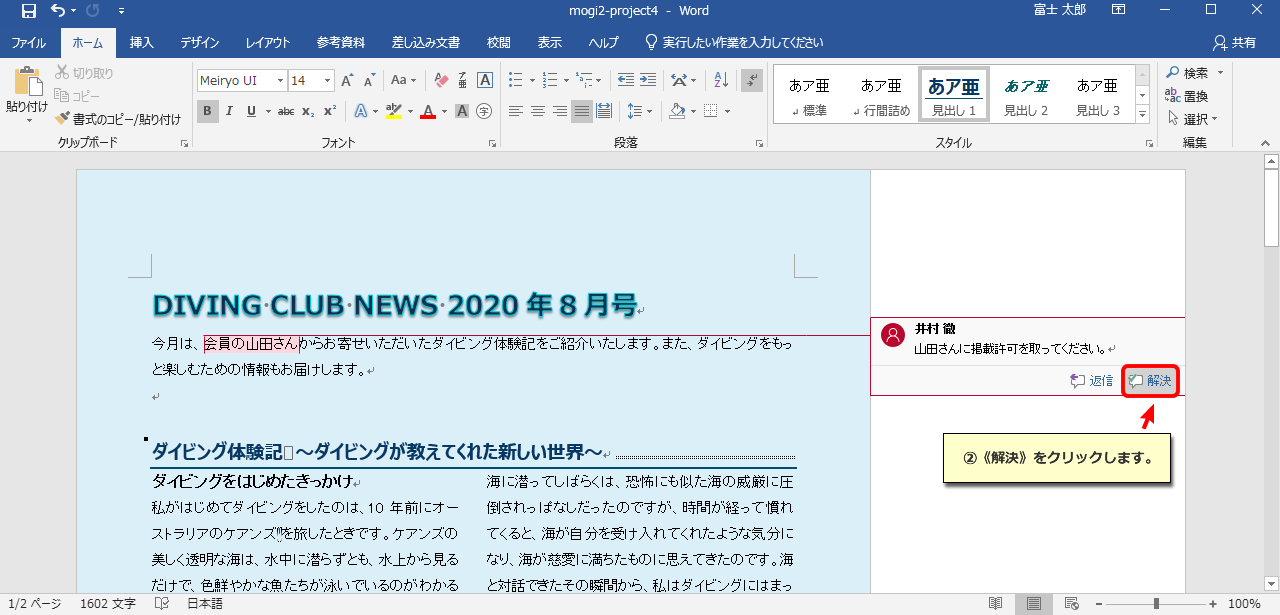 mogi2-project4 - Word
富士 太郎
ファイル ホーム 挿入 デザイン レイアウト 参考資料 差し込み文書 校閲 表示 ヘルプ 実行したい作業を入力してください 共有
貼り付け
切り取り
コピー
書式のコピー/貼り付け
クリップボード
Meiryo UI 14
フォント
段落
あア亜 あア亜 あア亜 あア亜 あア亜
↲ 標準 ↲ 行間詰め 見出し 1 見出し 2 見出し 3
スタイル
検索
置換
選択
編集
DIVING・CLUB・NEWS・2020 年 8 月号
今月は、会員の山田さんからお寄せいただいたダイビング体験記をご紹介いたします。また、ダイビングをもっ
と楽しむための情報もお届けします。
井村 徹
山田さんに掲載許可を取ってください。
返信 解決
②《解決》をクリックします。
ダイビング体験記□～ダイビングが教えてくれた新しい世界～
ダイビングをはじめたきっかけ
私がはじめてダイビングをしたのは、10 年前にオー
ストラリアのケアンズを旅したときです。ケアンズの
美しく透明な海は、水中に潜らずとも、水上から見る
だけで、色鮮やかな魚たちが泳いでいるのがわかる
海に潜ってしばらくは、恐怖にも似た海の威厳に圧
倒されっぱなしだったのですが、時間が経って慣れ
てくると、海が自分を受け入れてくれたような気分に
なり、海が慈愛に満ちたものに思えてきたのです。海
と対話できたその瞬間から、私はダイビングにはまっ
1/2 ページ 1602 文字 日本語 100%